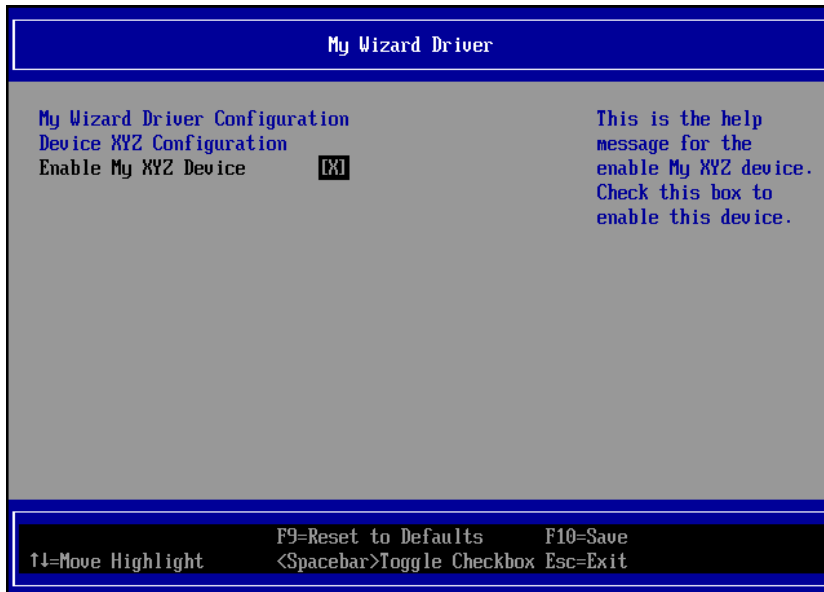 My Wizard Driver
My Wizard Driver Configuration
Device XYZ Configuration
Enable My XYZ Device [X]
This is the help
message for the
enable My XYZ device.
Check this box to
enable this device.
F9=Reset to Defaults F10=Save
↑↓=Move Highlight <Spacebar>Toggle Checkbox Esc=Exit